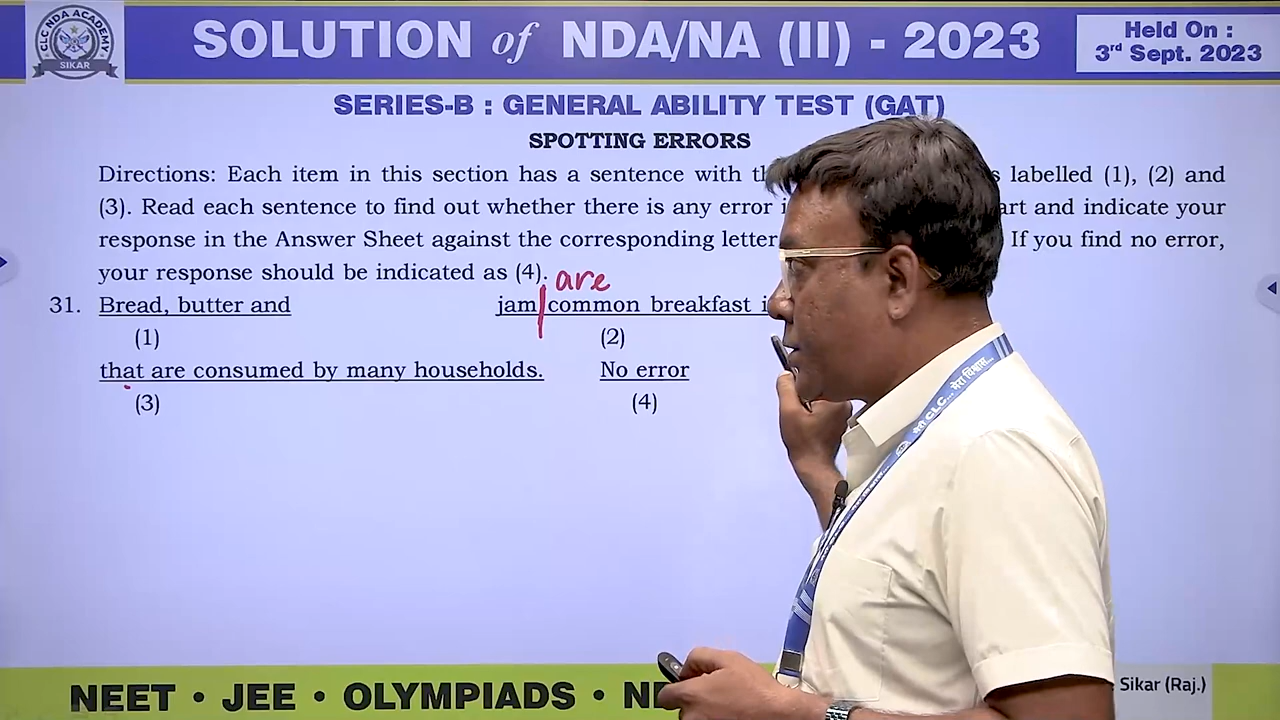 CLC NDA ACADEMY
SIKAR
SOLUTION of NDA/NA (II) - 2023
Held On :
3rd Sept. 2023
SERIES-B : GENERAL ABILITY TEST (GAT)
SPOTTING ERRORS
Directions: Each item in this section has a sentence with labelled (1), (2) and
(3). Read each sentence to find out whether there is any error and indicate your
response in the Answer Sheet against the corresponding letter If you find no error,
your response should be indicated as (4).
are
31. Bread, butter and jam common breakfast
(1) (2)
that are consumed by many households. No error
(3) (4)
CLC... मेरा विश्वास...
NEET • JEE • OLYMPIADS •
Sikar (Raj.)